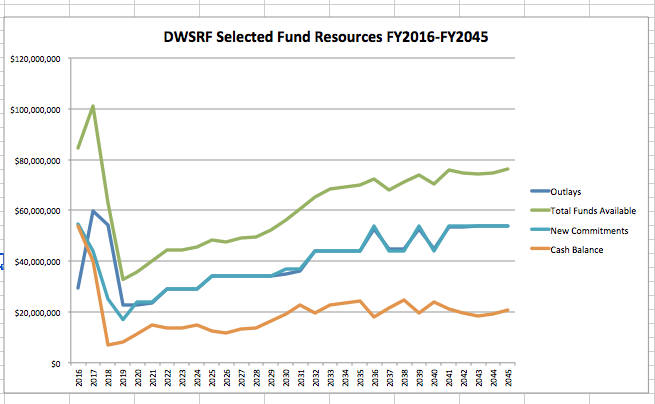 DWSRF Selected Fund Resources FY2016-FY2045
$120,000,000
$100,000,000
$80,000,000
$60,000,000
$40,000,000
$20,000,000
$0
Outlays
Total Funds Available
New Commitments
Cash Balance
2016 2017 2018 2019 2020 2021 2022 2023 2024 2025 2026 2027 2028 2029 2030 2031 2032 2033 2034 2035 2036 2037 2038 2039 2040 2041 2042 2043 2044 2045